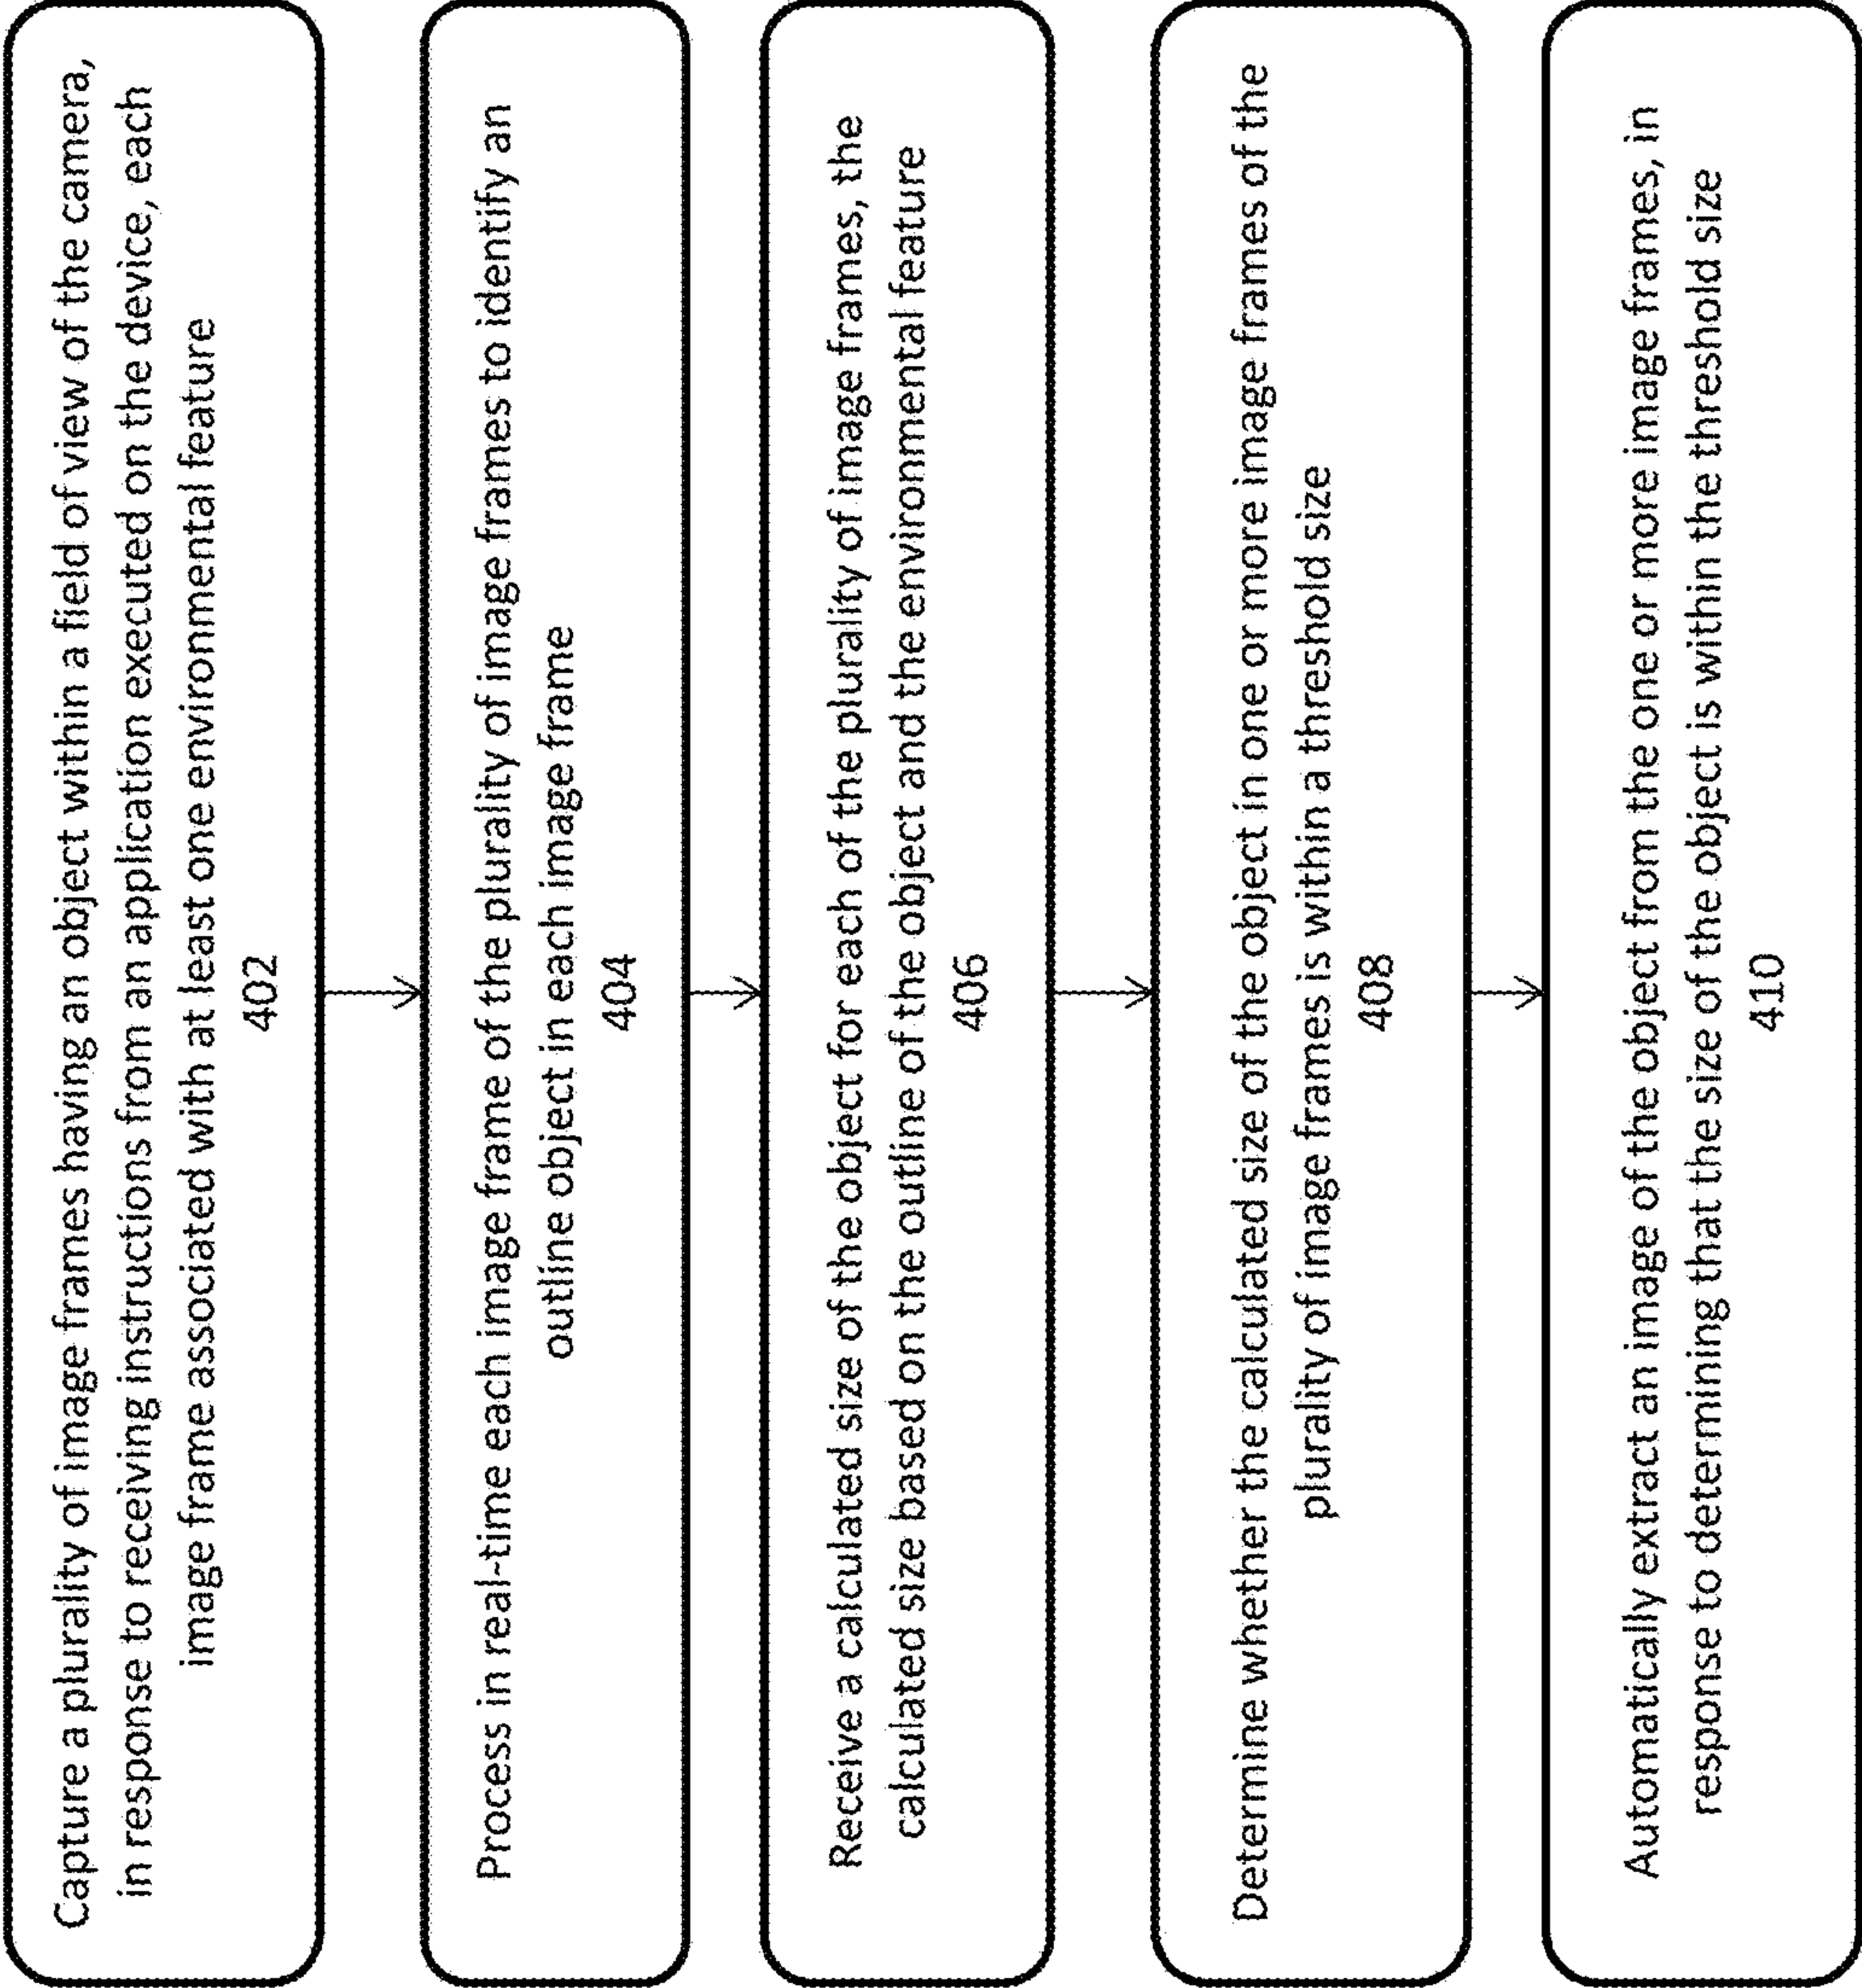 Capture a plurality of image frames having an object within a field of view of the camera,
in response to receiving instructions from an application executed on the device, each
image frame associated with at least one environmental feature
402
Process in real-time each image frame of the plurality of image frames to identify an
outline object in each image frame
404
Receive a calculated size of the object for each of the plurality of image frames, the
calculated size based on the outline of the object and the environmental feature
406
Determine whether the calculated size of the object in one or more image frames of the
plurality of image frames is within a threshold size
408
Automatically extract an image of the object from the one or more image frames, in
response to determining that the size of the object is within the threshold size
410